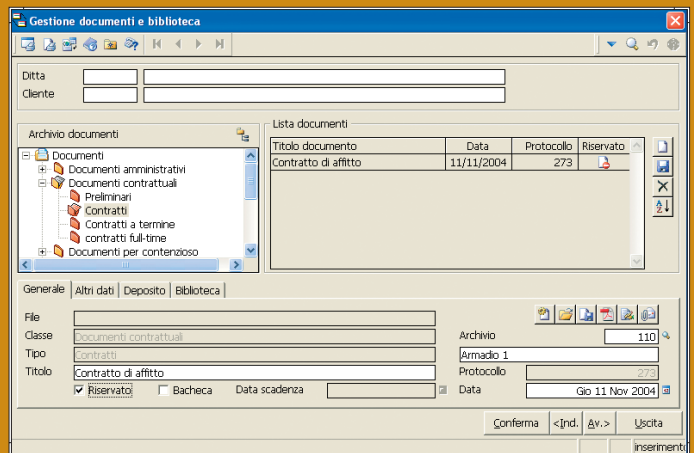 Gestione documenti e biblioteca
Ditta
Cliente
Archivio documenti
Documenti
Documenti amministrativi
Documenti contrattuali
Preliminari
Contratti
Contratti a termine
contratti full-time
Documenti per contenzioso
Lista documenti
Titolo documento Data Protocollo Riservato
Contratto di affitto 11/11/2004 273
Generale Altri dati Deposito Biblioteca
File
Classe Documenti contrattuali Archivio 110
Tipo Contratti Armadio 1
Titolo Contratto di affitto Protocollo 273
Riservato Bacheca Data scadenza Data Gio 11 Nov 2004
Conferma <Ind. Av.> Uscita
inserimento